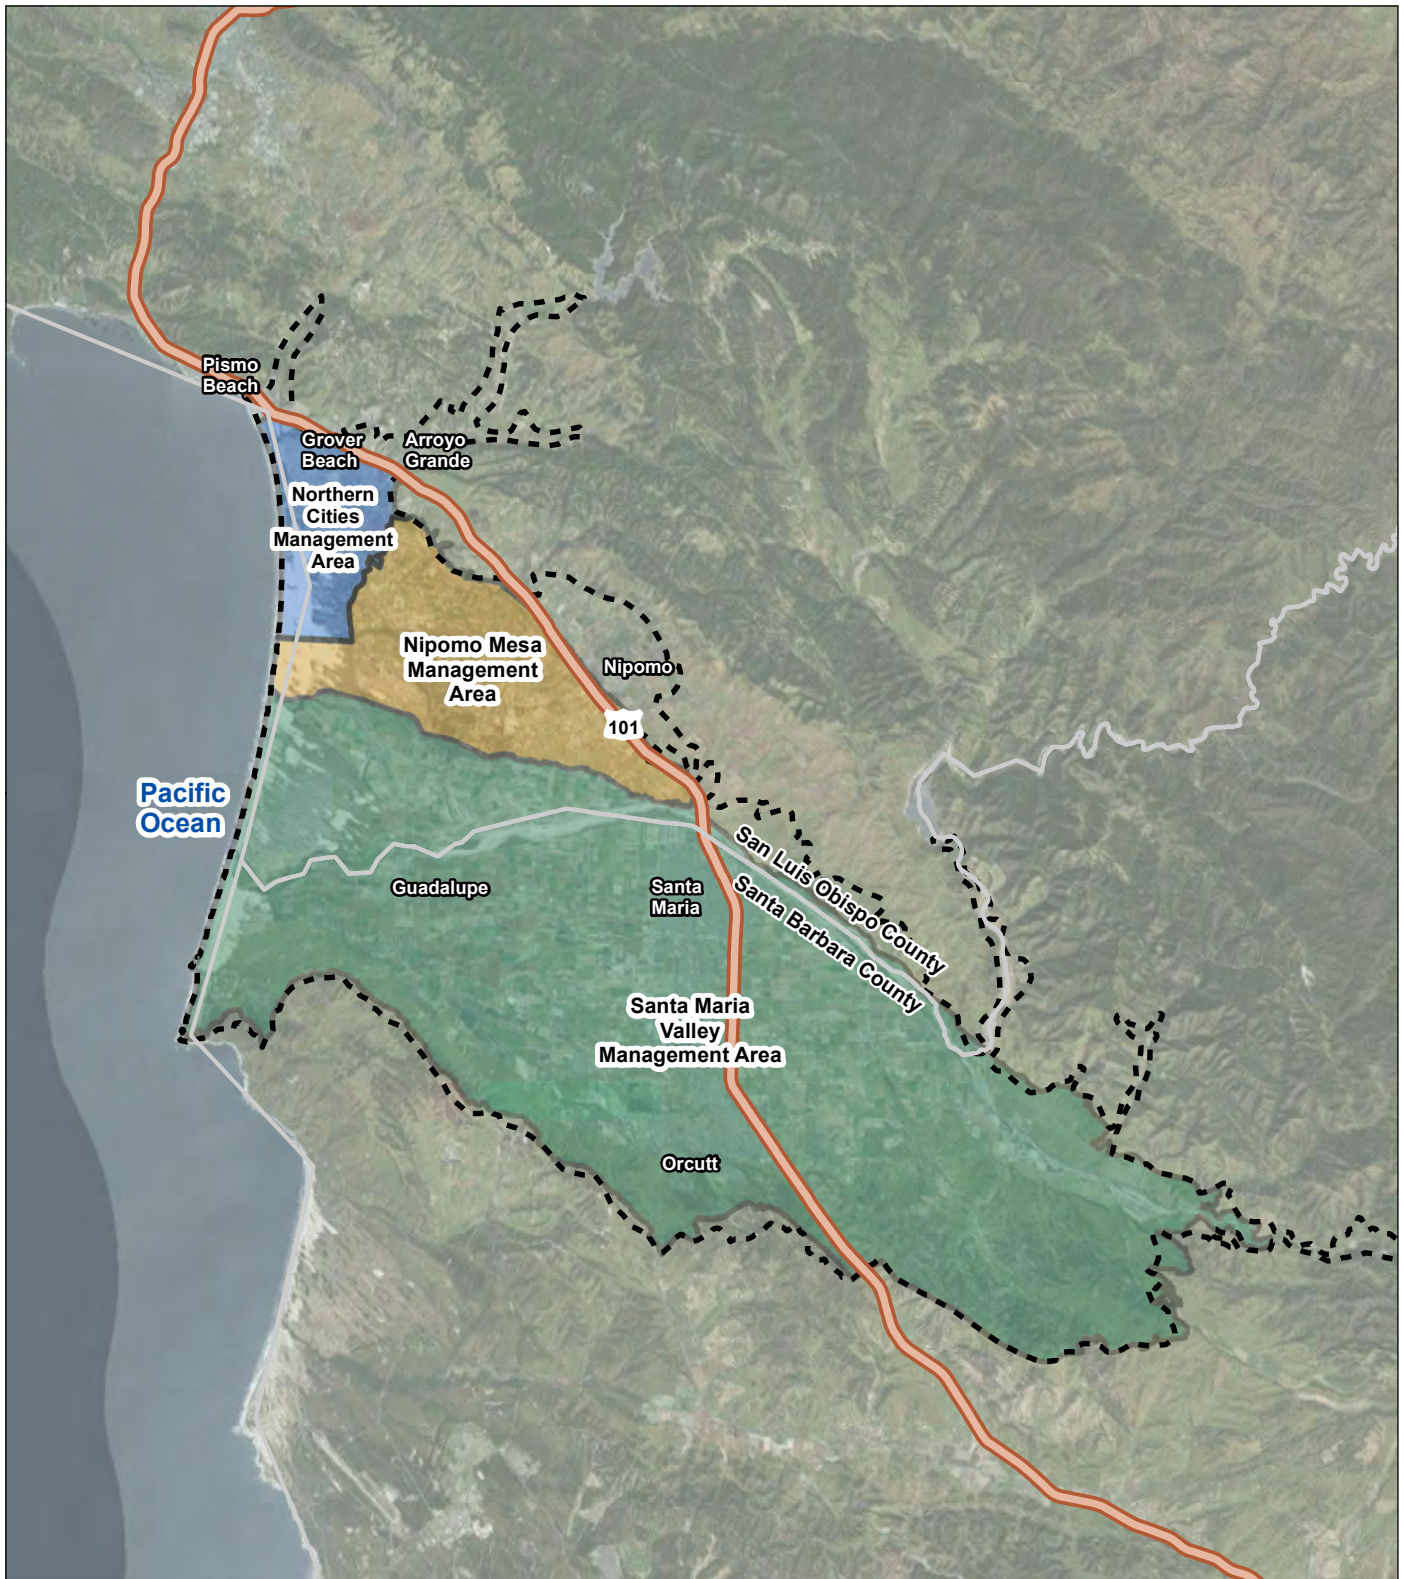 Pismo
Beach
Grover
Beach
Arroyo
Grande
Northern
Cities
Management
Area
Nipomo Mesa
Management
Area
Nipomo
101
Pacific
Ocean
San Luis Obispo County
Santa Barbara County
Guadalupe
Santa
Maria
Santa Maria
Valley
Management Area
Orcutt